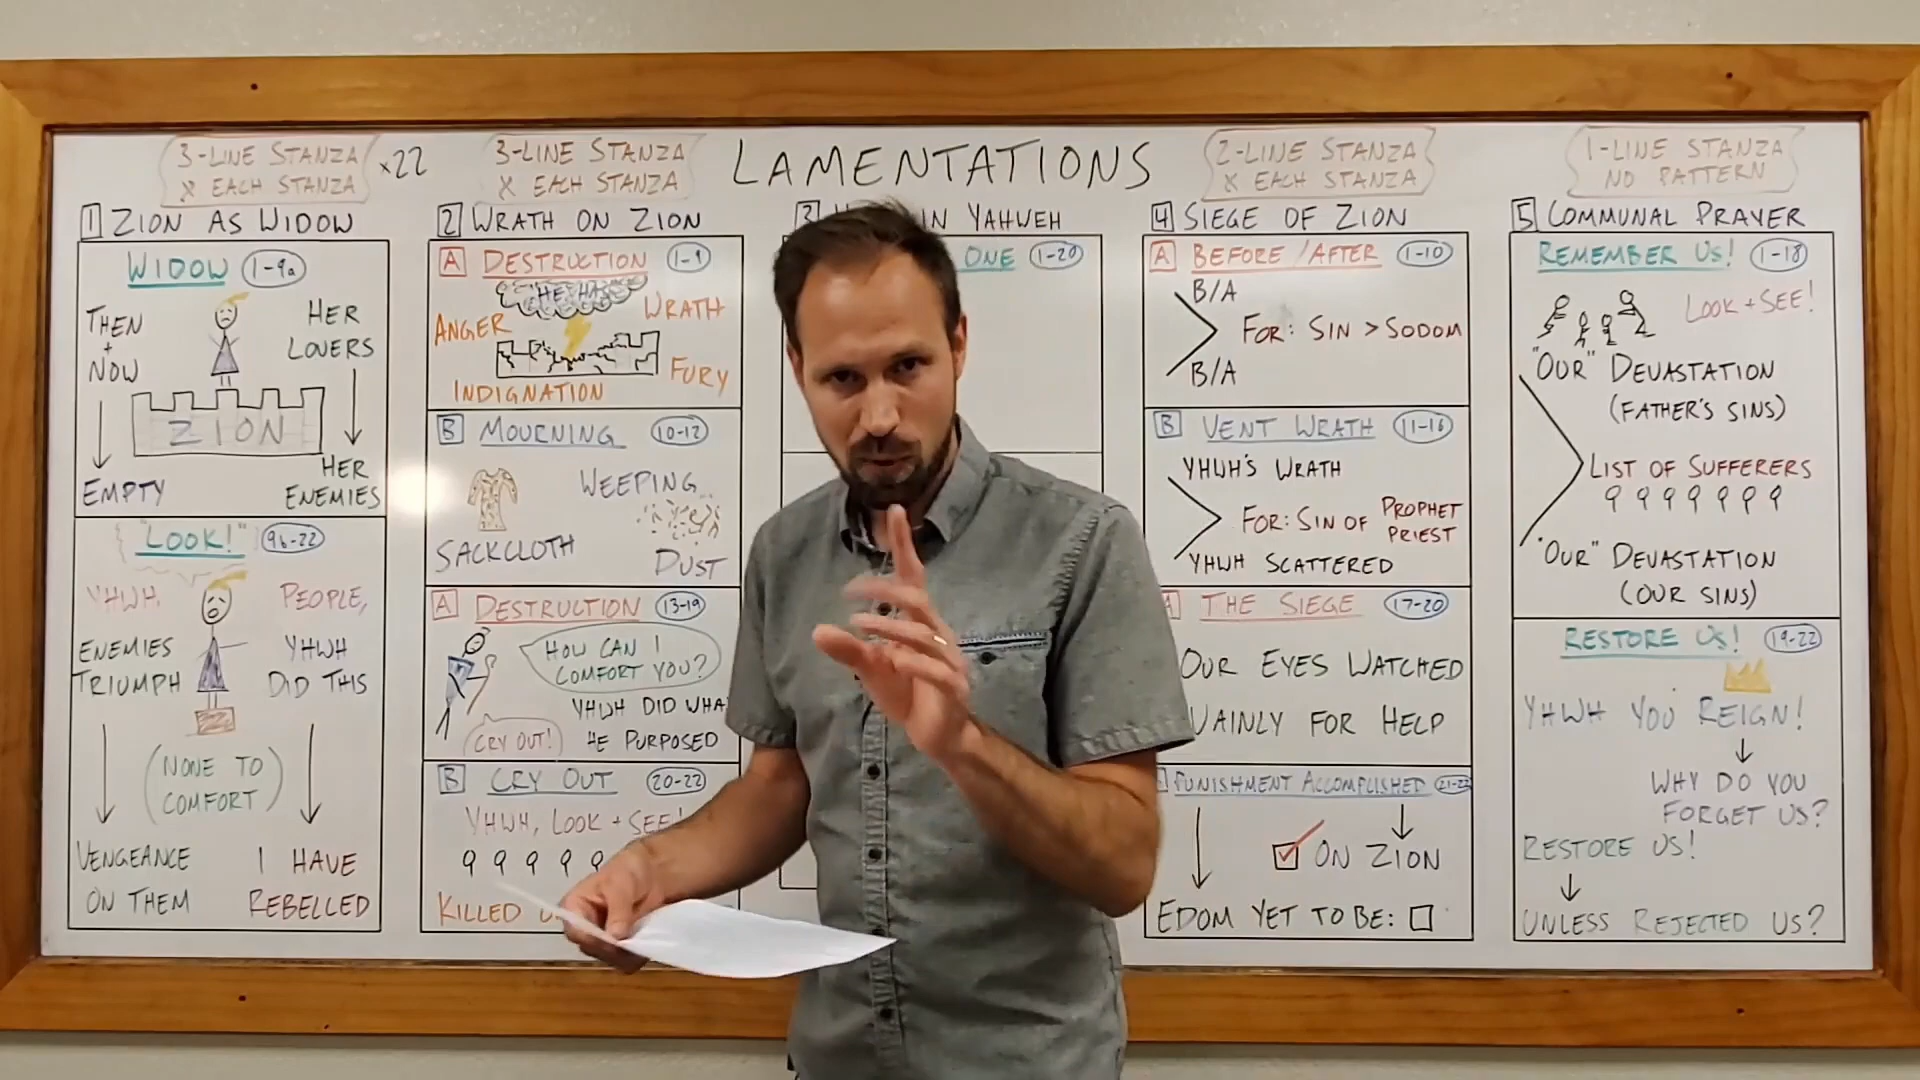 LAMENTATIONS
3-LINE STANZA
X EACH STANZA
x22
1 ZION AS WIDOW
WIDOW 1-9a
THEN
+
NOW
HER
LOVERS
ZION
EMPTY
HER
ENEMIES
"LOOK!" 9b-22
YHWH,
PEOPLE,
ENEMIES
TRIUMPH
YHWH
DID THIS
(NONE TO
COMFORT)
VENGEANCE
ON THEM
I HAVE
REBELLED
3-LINE STANZA
X EACH STANZA
2 WRATH ON ZION
A DESTRUCTION 1-9
"HE HAS"
ANGER
WRATH
FURY
INDIGNATION
B MOURNING 10-12
WEEPING
SACKCLOTH
DUST
A DESTRUCTION 13-19
HOW CAN I
COMFORT YOU?
YHWH DID WHA
HE PURPOSED
CRY OUT!
B CRY OUT 20-22
YHWH, LOOK + SEE!
KILLED
3
IN YAHWEH
ONE 1-20
2-LINE STANZA
X EACH STANZA
4 SIEGE OF ZION
A BEFORE/AFTER 1-10
B/A
FOR: SIN > SODOM
B/A
B VENT WRATH 11-16
YHWH'S WRATH
FOR: SIN OF PROPHET
PRIEST
YHWH SCATTERED
A THE SIEGE 17-20
OUR EYES WATCHED
VAINLY FOR HELP
PUNISHMENT ACCOMPLISHED 21-22
ON ZION
EDOM YET TO BE:
1-LINE STANZA
NO PATTERN
5 COMMUNAL PRAYER
REMEMBER US! 1-18
LOOK + SEE!
"OUR" DEVASTATION
(FATHER'S SINS)
LIST OF SUFFERERS
"OUR" DEVASTATION
(OUR SINS)
RESTORE US! 19-22
YHWH YOU REIGN!
WHY DO YOU
FORGET US?
RESTORE US!
UNLESS REJECTED US?